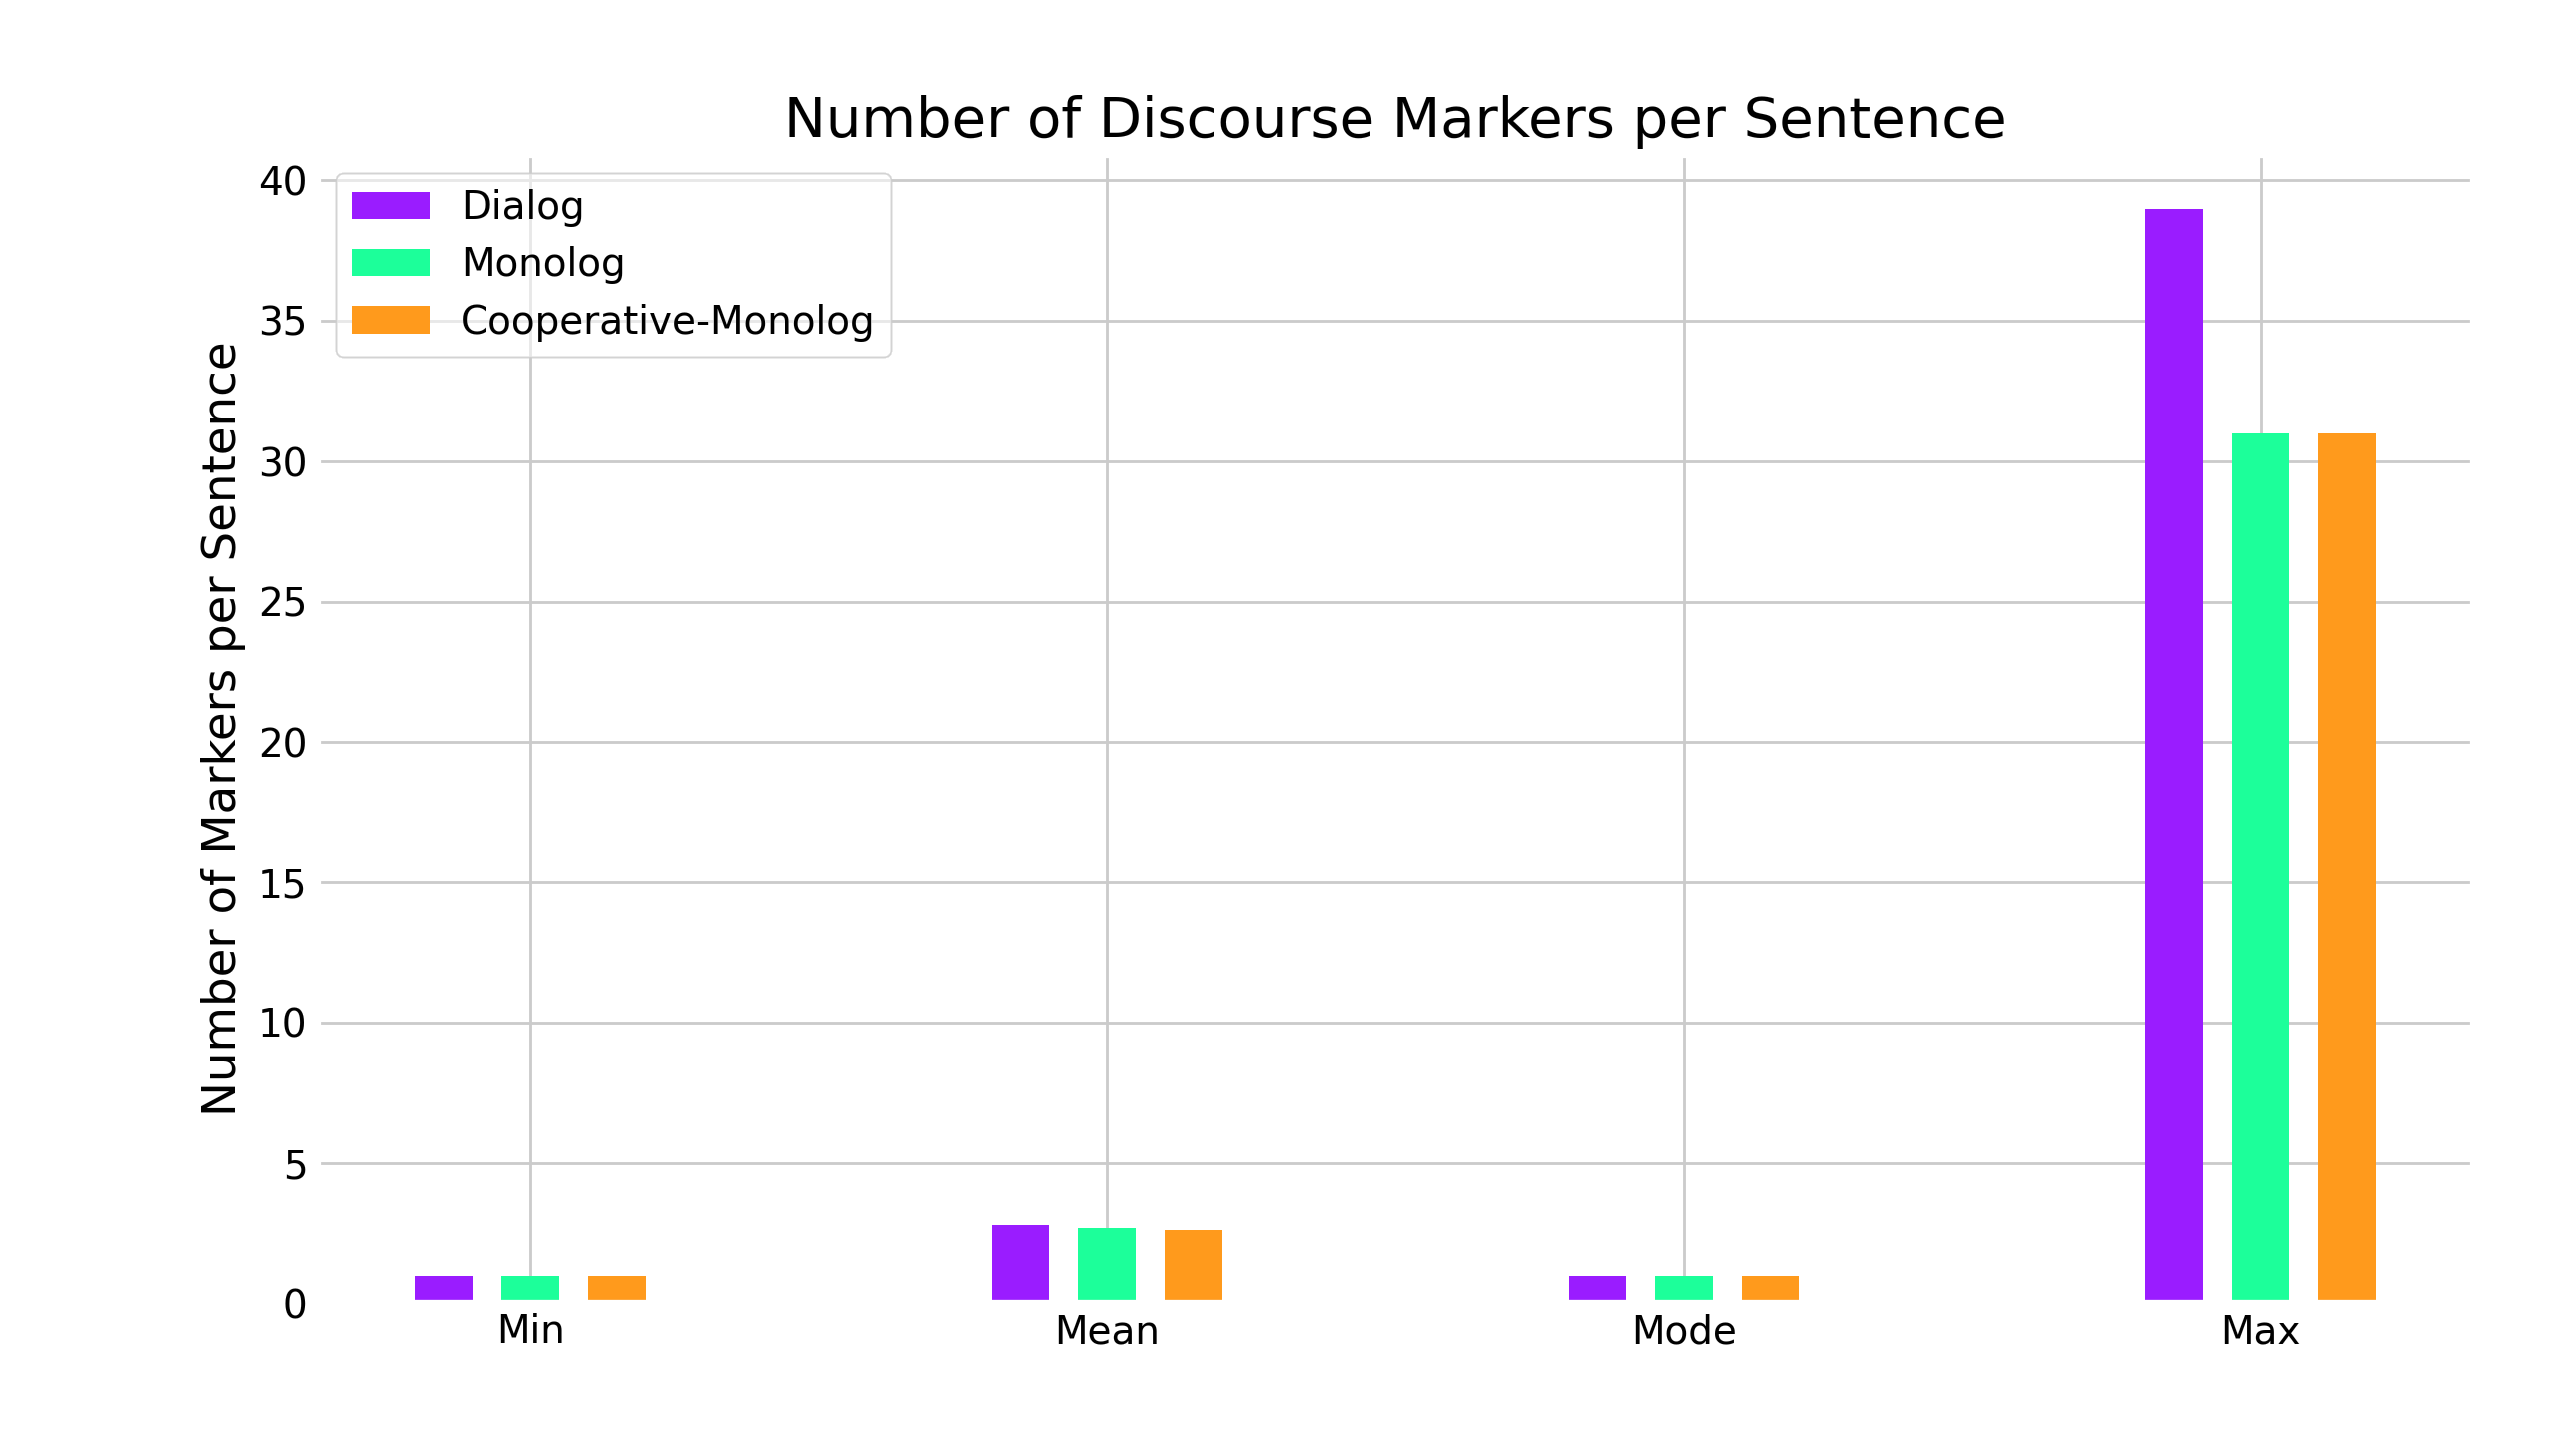 Number of Discourse Markers per Sentence
Dialog
Monolog
Cooperative-Monolog
Number of Markers per Sentence
40
35
30
25
20
15
10
5
0
Min
Mean
Mode
Max